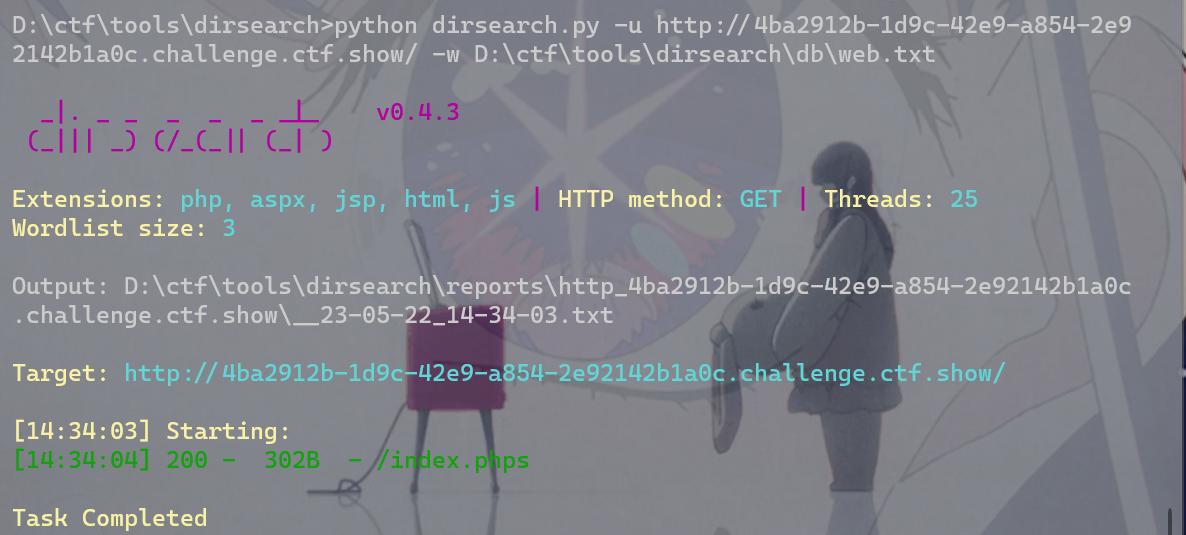 D:\ctf\tools\dirsearch>python dirsearch.py -u http://4ba2912b-1d9c-42e9-a854-2e9
2142b1a0c.challenge.ctf.show/ -w D:\ctf\tools\dirsearch\db\web.txt
  _|. _ _  _  _  _ _|_    v0.4.3
 (_||| _) (/_(_|| (_| )
Extensions: php, aspx, jsp, html, js | HTTP method: GET | Threads: 25
Wordlist size: 3
Output: D:\ctf\tools\dirsearch\reports\http_4ba2912b-1d9c-42e9-a854-2e92142b1a0c
.challenge.ctf.show\__23-05-22_14-34-03.txt
Target: http://4ba2912b-1d9c-42e9-a854-2e92142b1a0c.challenge.ctf.show/
[14:34:03] Starting:
[14:34:04] 200 -  302B  - /index.phps
Task Completed